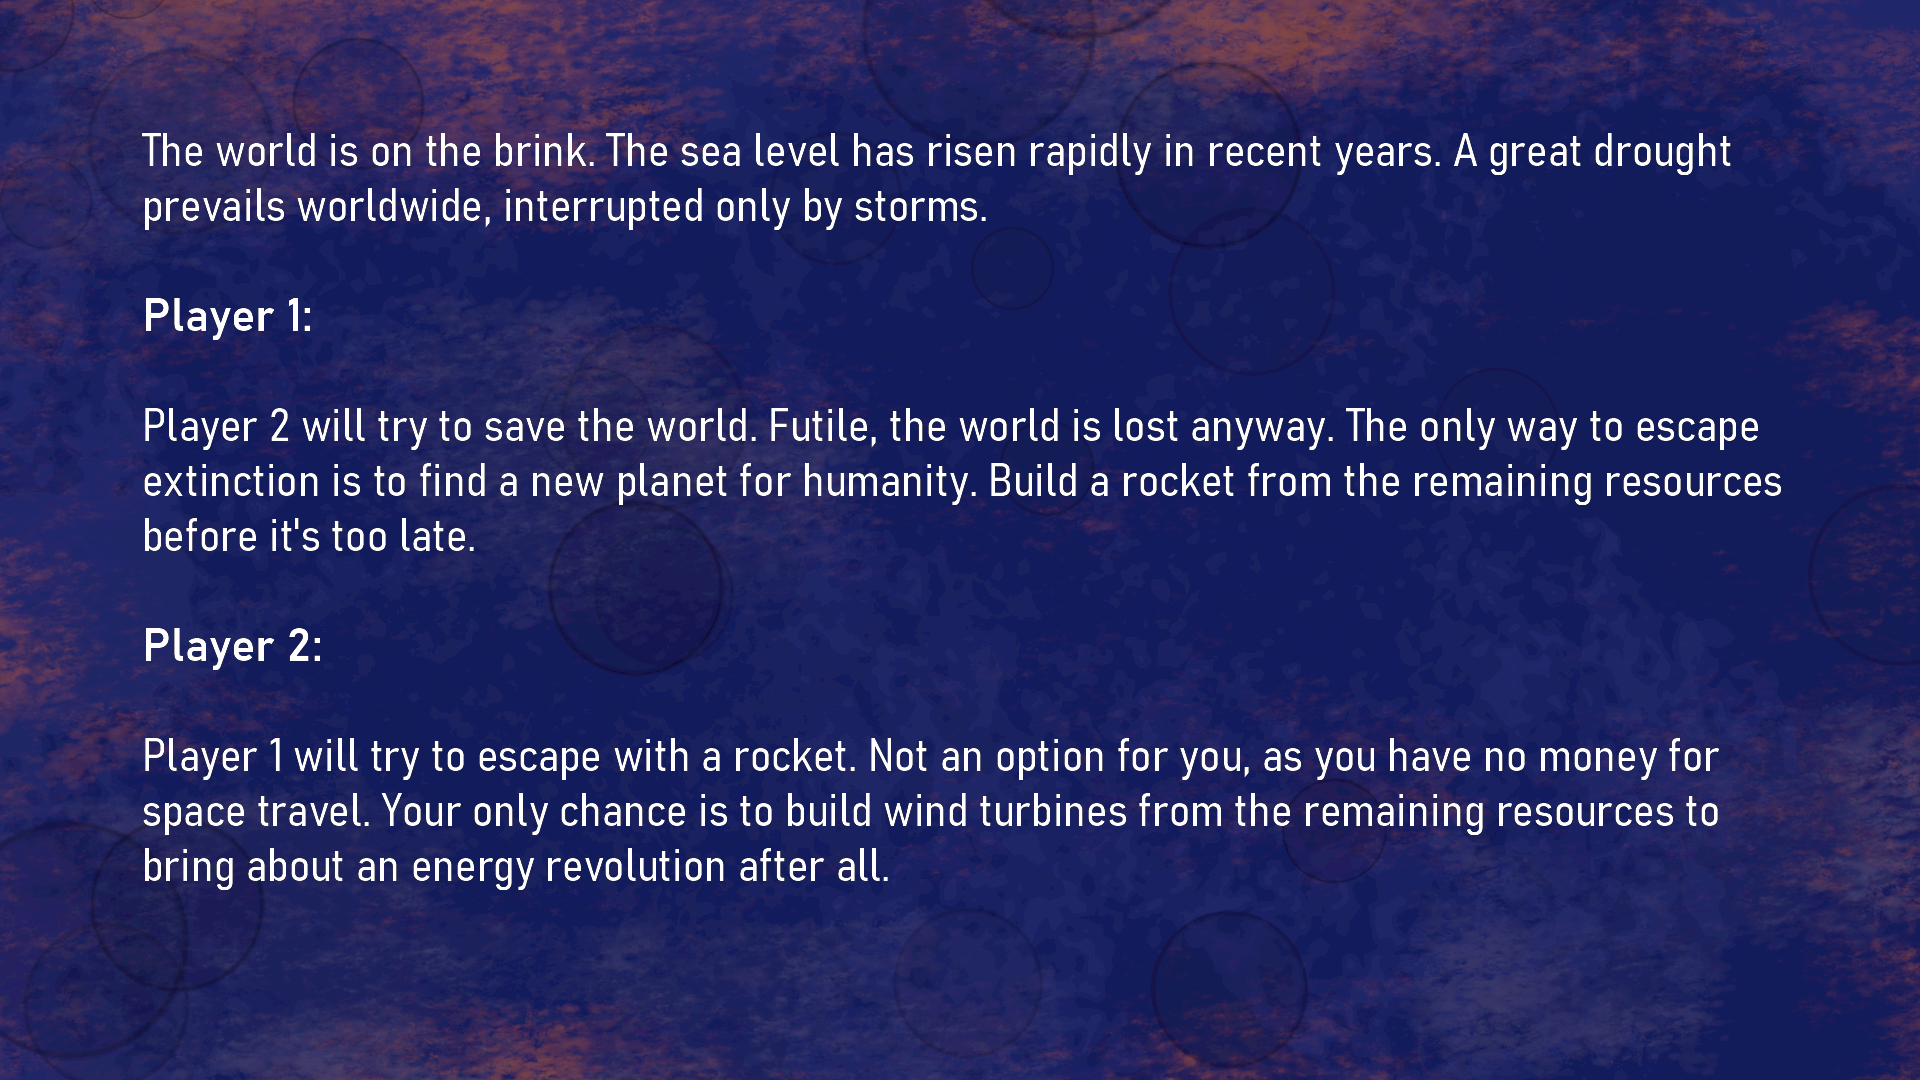 The world is on the brink. The sea level has risen rapidly in recent years. A great drought
prevails worldwide, interrupted only by storms.
Player 1:
Player 2 will try to save the world. Futile, the world is lost anyway. The only way to escape
extinction is to find a new planet for humanity. Build a rocket from the remaining resources
before it's too late.
Player 2:
Player 1 will try to escape with a rocket. Not an option for you, as you have no money for
space travel. Your only chance is to build wind turbines from the remaining resources to
bring about an energy revolution after all.